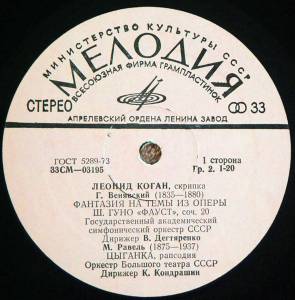 МИНИСТЕРСТВО КУЛЬТУРЫ СССР
МЕЛОДИЯ
ВСЕСОЮЗНАЯ ФИРМА ГРАМПЛАСТИНОК
СТЕРЕО
33
АПРЕЛЕВСКИЙ ОРДЕНА ЛЕНИНА ЗАВОД
ГОСТ 5289-73
33СМ—03195
1 сторона
Гр. 2. 1-20
ЛЕОНИД КОГАН, скрипка
Г. Венявский (1835—1880)
ФАНТАЗИЯ НА ТЕМЫ ИЗ ОПЕРЫ
Ш. ГУНО «ФАУСТ», соч. 20
Государственный академический
симфонический оркестр СССР
Дирижер В. Дегтяренко
М. Равель (1875—1937)
ЦЫГАНКА, рапсодия
Оркестр Большого театра СССР
Дирижер К. Кондрашин